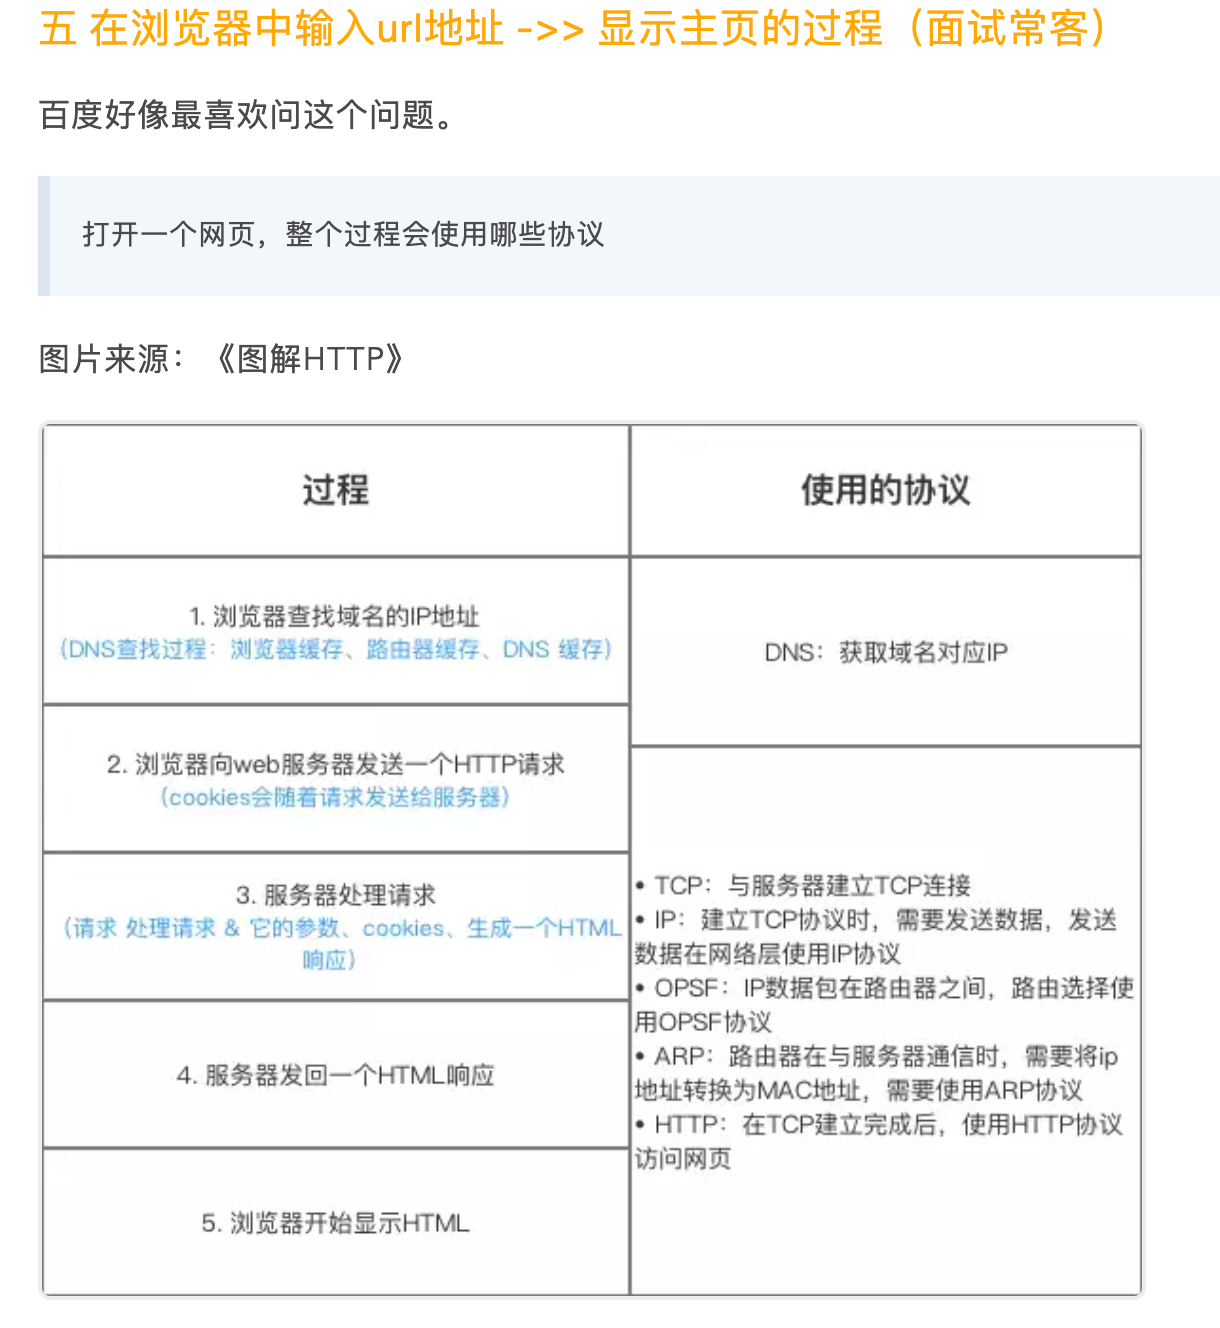 五 在浏览器中输入url地址 ->> 显示主页的过程（面试常客）
百度好像最喜欢问这个问题。
打开一个网页，整个过程会使用哪些协议
图片来源：《图解HTTP》
过程
使用的协议
1. 浏览器查找域名的IP地址
（DNS查找过程：浏览器缓存、路由器缓存、DNS 缓存）
DNS：获取域名对应IP
2. 浏览器向web服务器发送一个HTTP请求
（cookies会随着请求发送给服务器）
3. 服务器处理请求
（请求 处理请求 & 它的参数、cookies、生成一个HTML
响应）
4. 服务器发回一个HTML响应
5. 浏览器开始显示HTML
• TCP：与服务器建立TCP连接
• IP：建立TCP协议时，需要发送数据，发送
数据在网络层使用IP协议
• OPSF：IP数据包在路由器之间，路由选择使
用OPSF协议
• ARP：路由器在与服务器通信时，需要将ip
地址转换为MAC地址，需要使用ARP协议
• HTTP：在TCP建立完成后，使用HTTP协议
访问网页